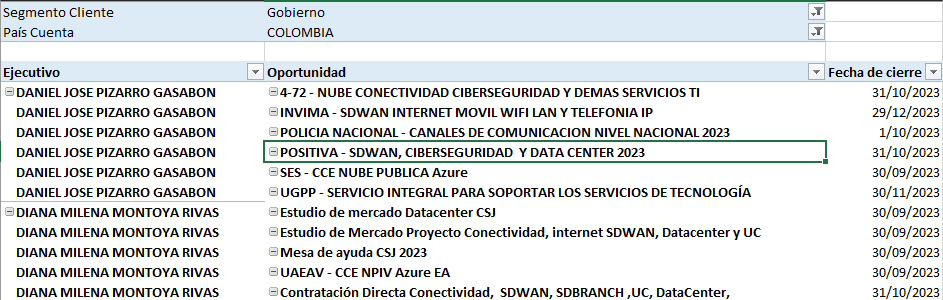 Segmento Cliente Gobierno
País Cuenta COLOMBIA
Ejecutivo Oportunidad Fecha de cierre
DANIEL JOSE PIZARRO GASABON 4-72 - NUBE CONECTIVIDAD CIBERSEGURIDAD Y DEMAS SERVICIOS TI 31/10/2023
DANIEL JOSE PIZARRO GASABON INVIMA - SDWAN INTERNET MOVIL WIFI LAN Y TELEFONIA IP 29/12/2023
DANIEL JOSE PIZARRO GASABON POLICIA NACIONAL - CANALES DE COMUNICACION NIVEL NACIONAL 2023 1/10/2023
DANIEL JOSE PIZARRO GASABON POSITIVA - SDWAN, CIBERSEGURIDAD  Y DATA CENTER 2023 31/10/2023
DANIEL JOSE PIZARRO GASABON SES - CCE NUBE PUBLICA Azure 30/09/2023
DANIEL JOSE PIZARRO GASABON UGPP - SERVICIO INTEGRAL PARA SOPORTAR LOS SERVICIOS DE TECNOLOGÍA 30/11/2023
DIANA MILENA MONTOYA RIVAS Estudio de mercado Datacenter CSJ 30/09/2023
DIANA MILENA MONTOYA RIVAS Estudio de Mercado Proyecto Conectividad, internet SDWAN, Datacenter y UC 30/09/2023
DIANA MILENA MONTOYA RIVAS Mesa de ayuda CSJ 2023 30/09/2023
DIANA MILENA MONTOYA RIVAS UAEAV - CCE NPIV Azure EA 30/09/2023
DIANA MILENA MONTOYA RIVAS Contratación Directa Conectividad,  SDWAN, SDBRANCH ,UC, DataCenter, 31/10/2023